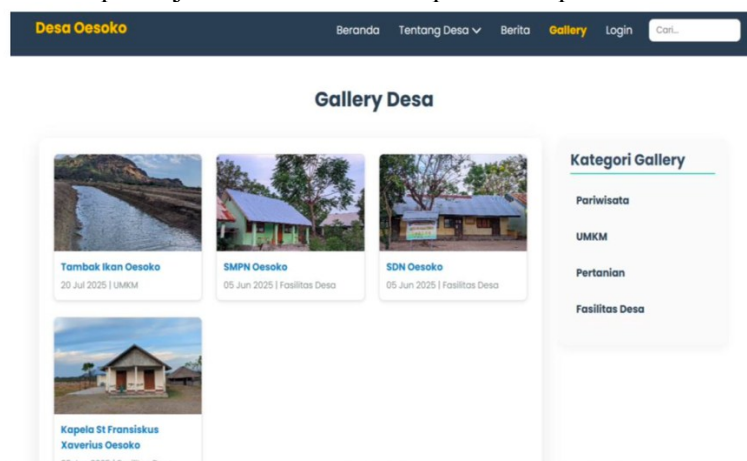 Desa Oesoko
Beranda Tentang Desa Berita Gallery Login Cari...
Gallery Desa
Tambak Ikan Oesoko
20 Jul 2025 | UMKM
SMPN Oesoko
05 Jun 2025 | Fasilitas Desa
SDN Oesoko
05 Jun 2025 | Fasilitas Desa
Kapela St Fransiskus
Xaverius Oesoko
Kategori Gallery
Pariwisata
UMKM
Pertanian
Fasilitas Desa